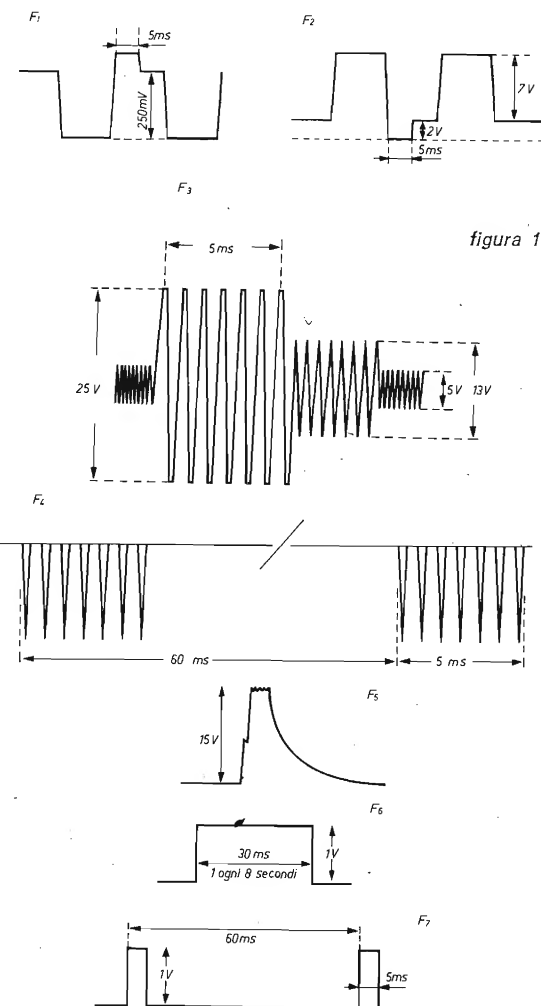 F1
5ms
250mV
F2
7V
2V
5ms
F3
figura 1
5ms
25V
5V
13V
F4
60 ms
5 ms
F5
15V
F6
30ms
1 ogni 8 secondi
1V
F7
60ms
1V
5ms